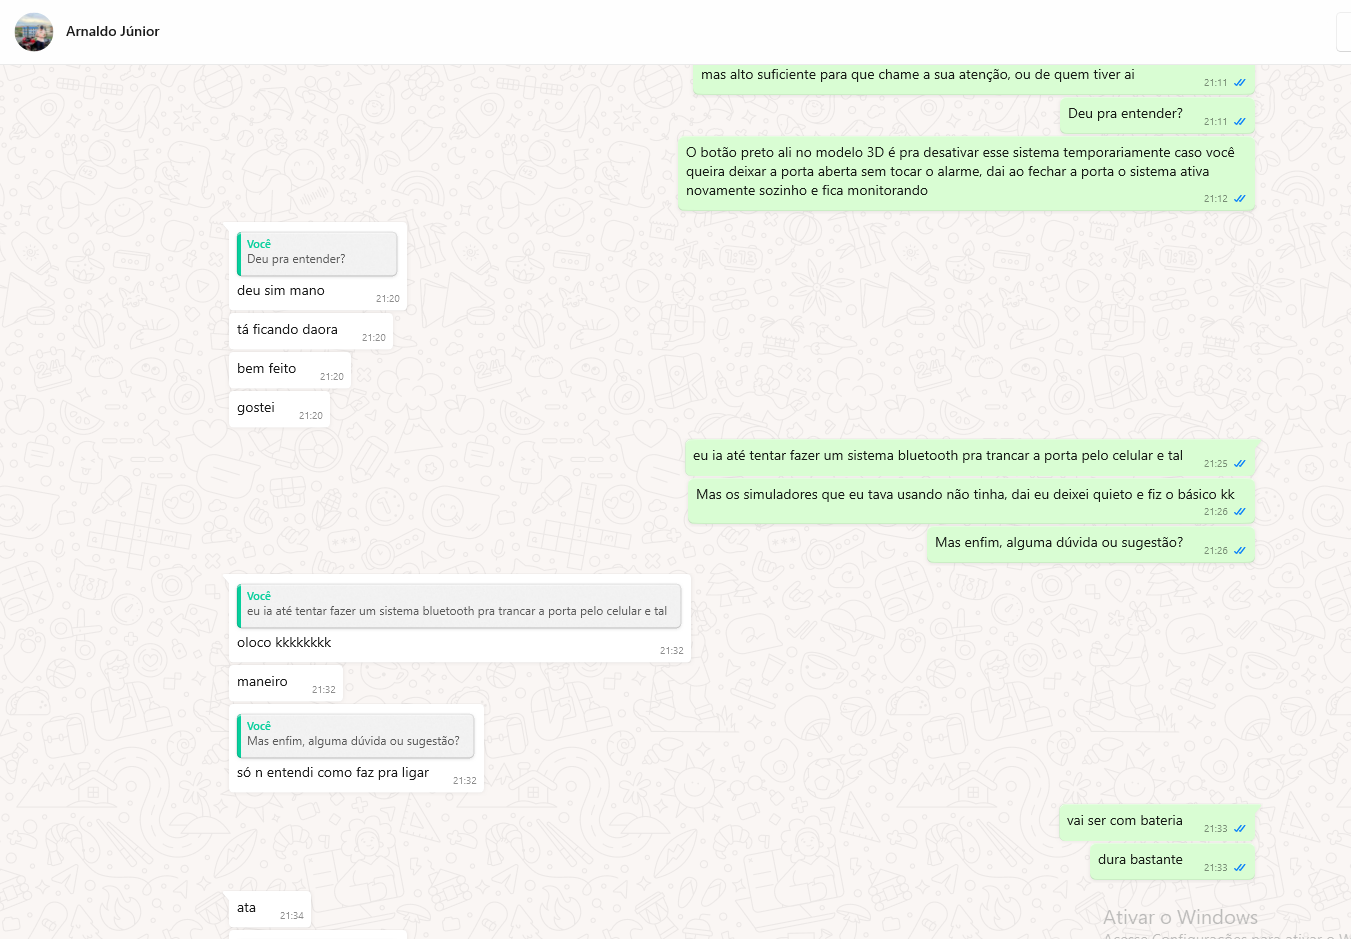 Arnaldo Júnior
mas alto suficiente para que chame a sua atenção, ou de quem tiver ai
21:11
Deu pra entender?
21:11
O botão preto ali no modelo 3D é pra desativar esse sistema temporariamente caso você
queira deixar a porta aberta sem tocar o alarme, dai ao fechar a porta o sistema ativa
novamente sozinho e fica monitorando
21:12
Você
Deu pra entender?
deu sim mano
21:20
tá ficando daora
21:20
bem feito
21:20
gostei
21:20
eu ia até tentar fazer um sistema bluetooth pra trancar a porta pelo celular e tal
21:25
Mas os simuladores que eu tava usando não tinha, dai eu deixei quieto e fiz o básico kk
21:26
Mas enfim, alguma dúvida ou sugestão?
21:26
Você
eu ia até tentar fazer um sistema bluetooth pra trancar a porta pelo celular e tal
oloco kkkkkkkk
21:32
maneiro
21:32
Você
Mas enfim, alguma dúvida ou sugestão?
só n entendi como faz pra ligar
21:32
vai ser com bateria
21:33
dura bastante
21:33
ata
21:34
Ativar o Windows